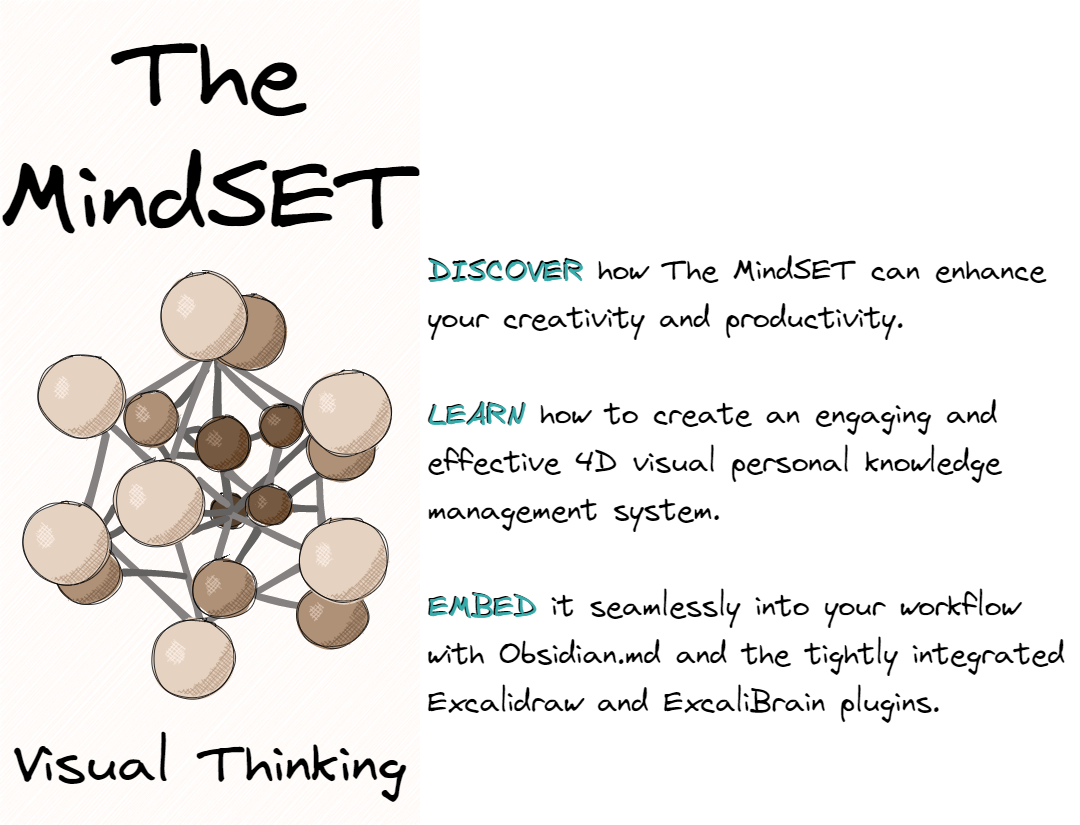 The
MindSET
Visual Thinking
DISCOVER how The MindSET can enhance
your creativity and productivity.
LEARN how to create an engaging and
effective 4D visual personal knowledge
management system.
EMBED it seamlessly into your workflow
with Obsidian.md and the tightly integrated
Excalidraw and ExcaliBrain plugins.